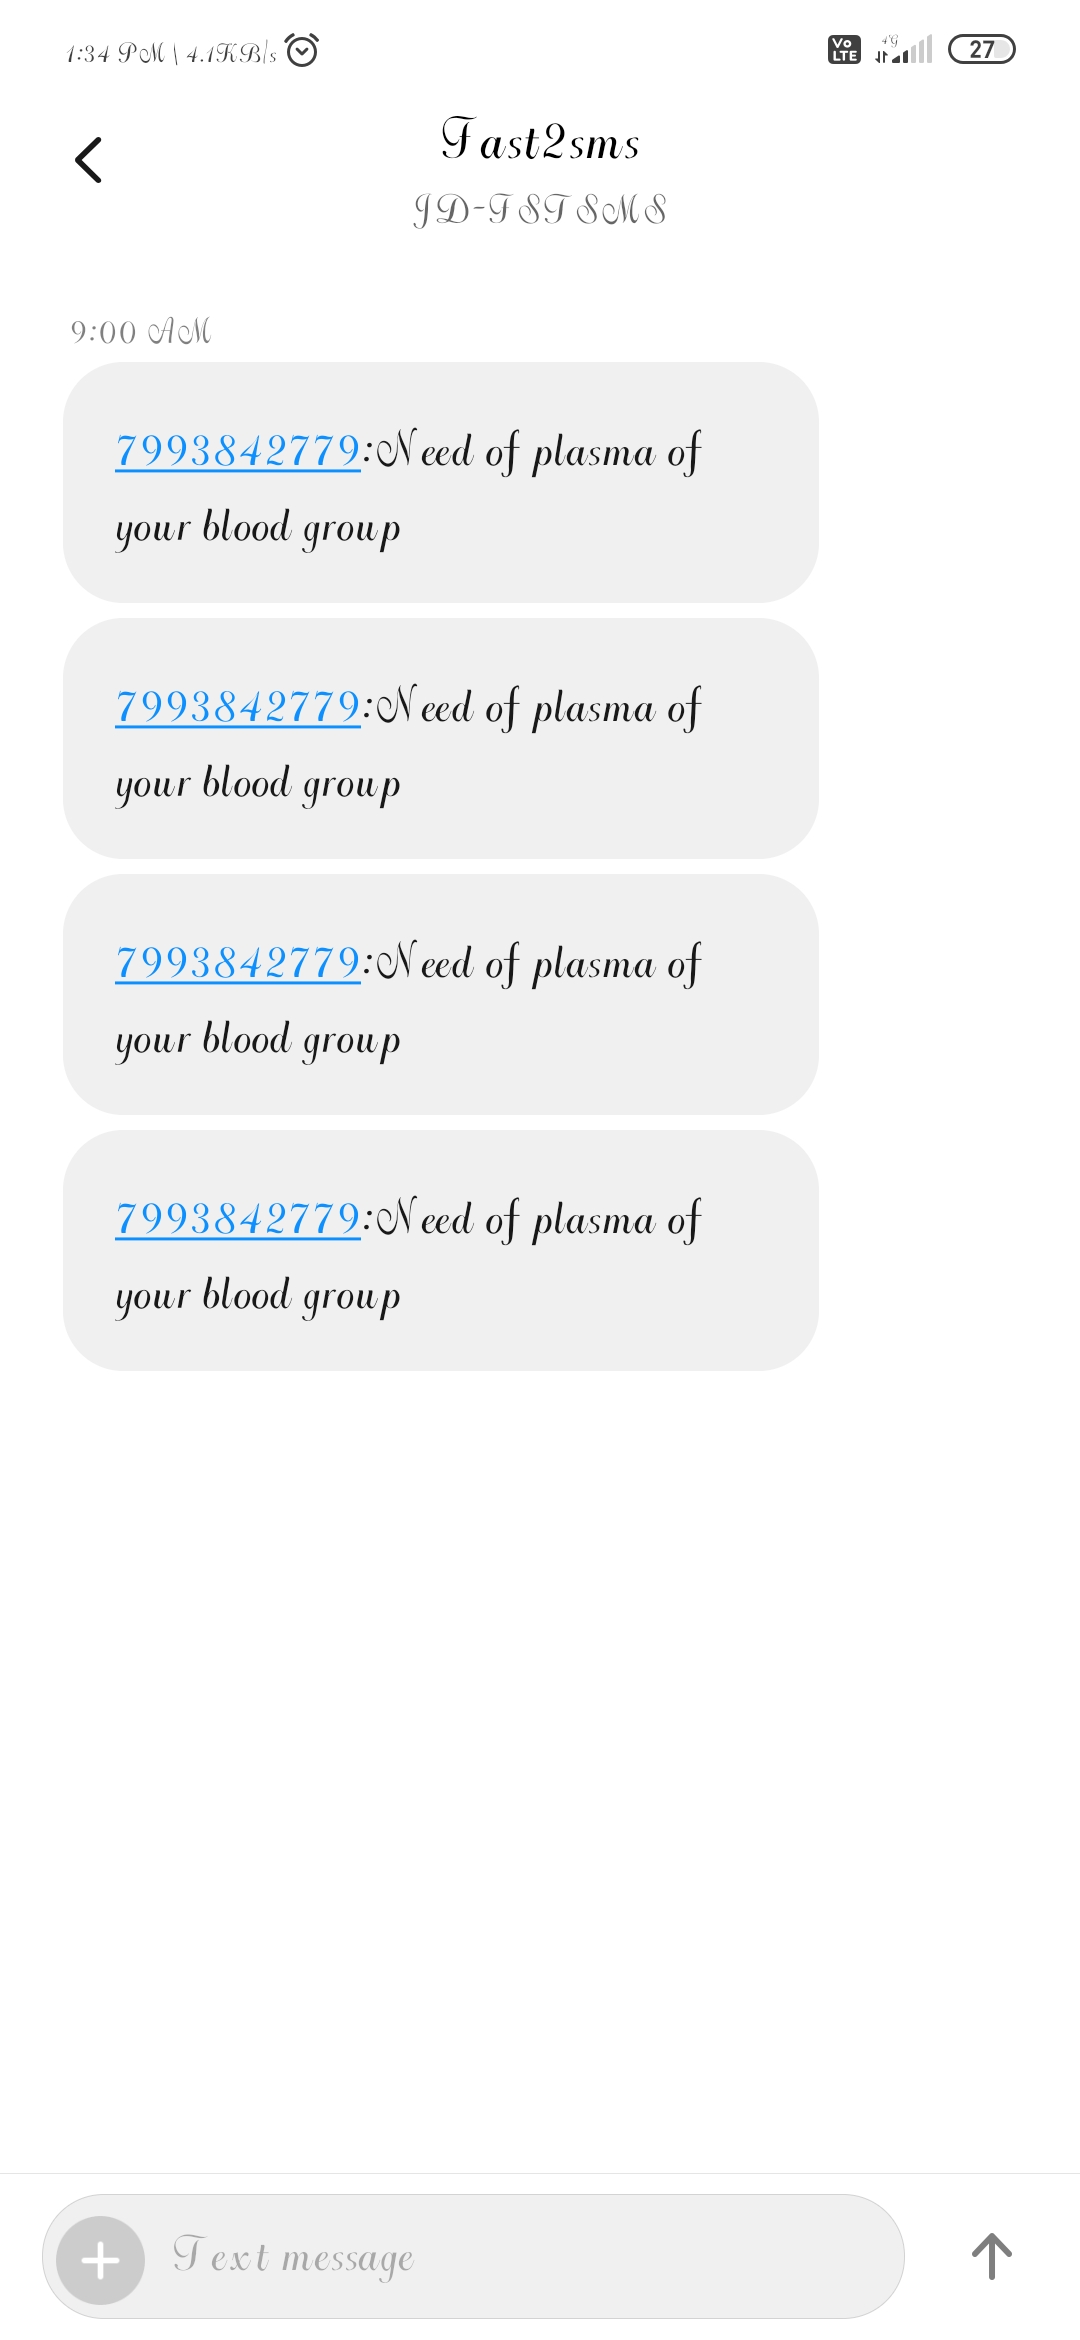 1:34 PM | 4.1KB/s
Vo LTE
4G
27
Fast2sms
JD-FSTSMS
9:00 AM
7993842779:Need of plasma of
your blood group
7993842779:Need of plasma of
your blood group
7993842779:Need of plasma of
your blood group
7993842779:Need of plasma of
your blood group
Text message